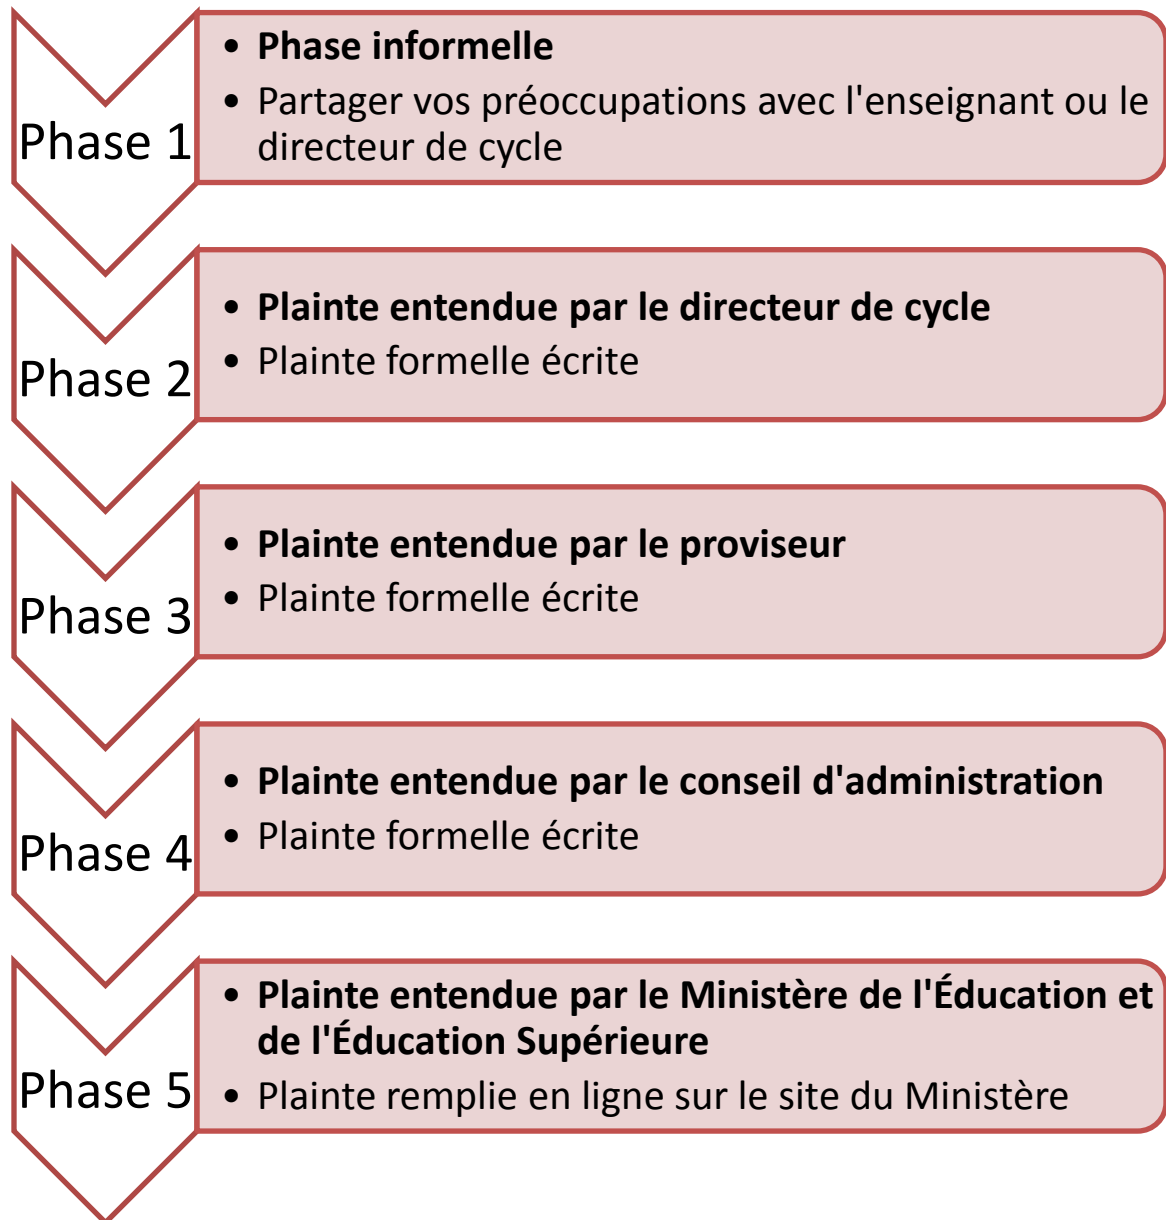 Phase 1
• Phase informelle
• Partager vos préoccupations avec l'enseignant ou le
directeur de cycle
Phase 2
• Plainte entendue par le directeur de cycle
• Plainte formelle écrite
Phase 3
• Plainte entendue par le proviseur
• Plainte formelle écrite
Phase 4
• Plainte entendue par le conseil d'administration
• Plainte formelle écrite
Phase 5
• Plainte entendue par le Ministère de l'Éducation et
de l'Éducation Supérieure
• Plainte remplie en ligne sur le site du Ministère